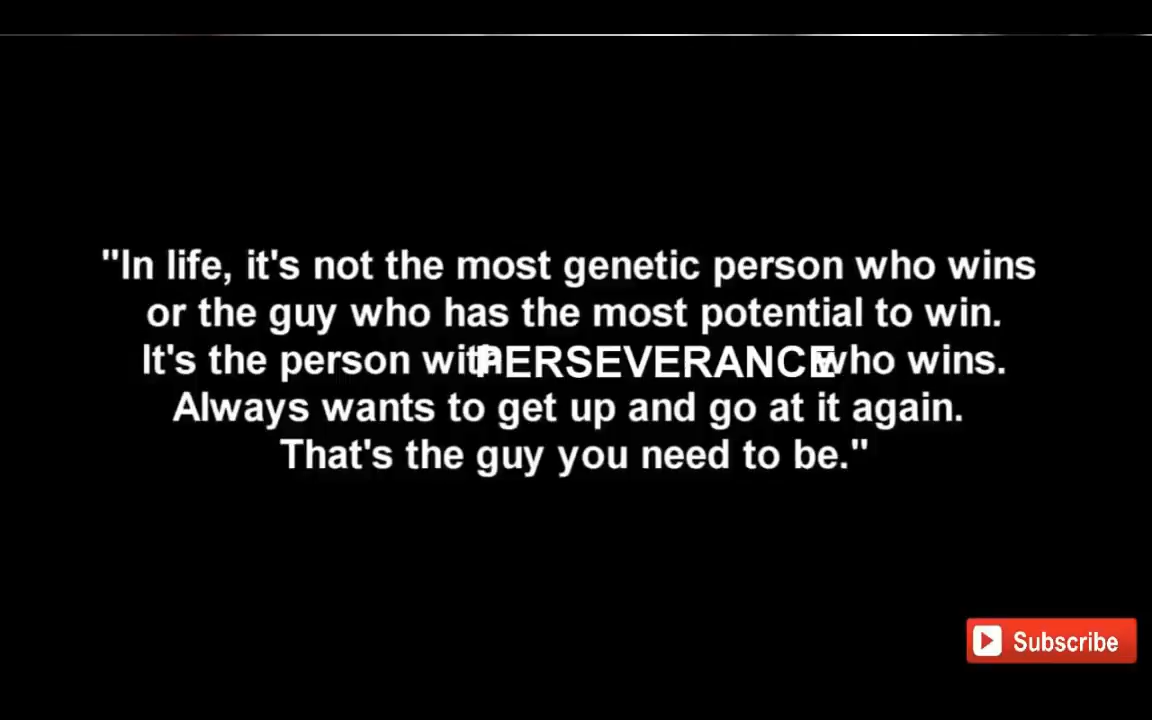 "In life, it's not the most genetic person who wins
or the guy who has the most potential to win.
It's the person with PERSEVERANCE who wins.
Always wants to get up and go at it again.
That's the guy you need to be."
Subscribe